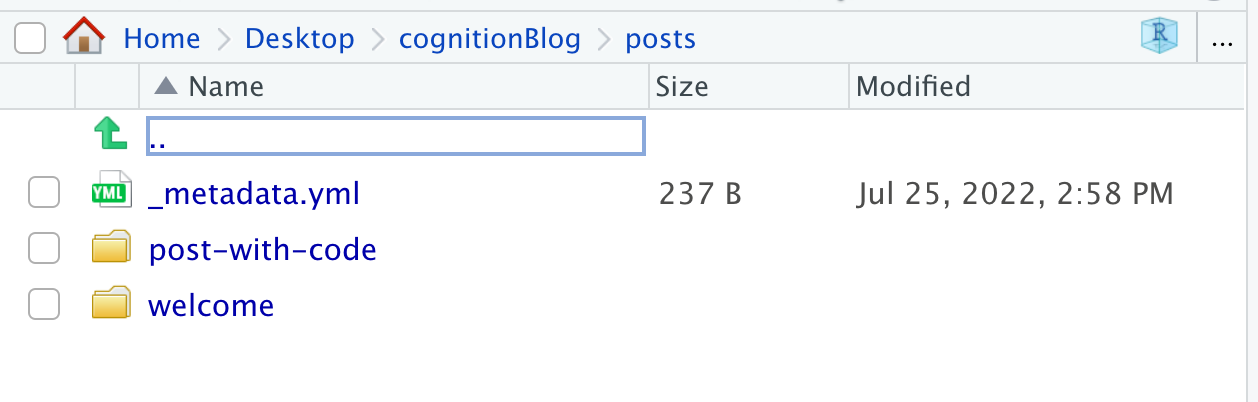 Home Desktop cognitionBlog posts R ...
Name Size Modified
..
YML _metadata.yml 237 B Jul 25, 2022, 2:58 PM
post-with-code
welcome